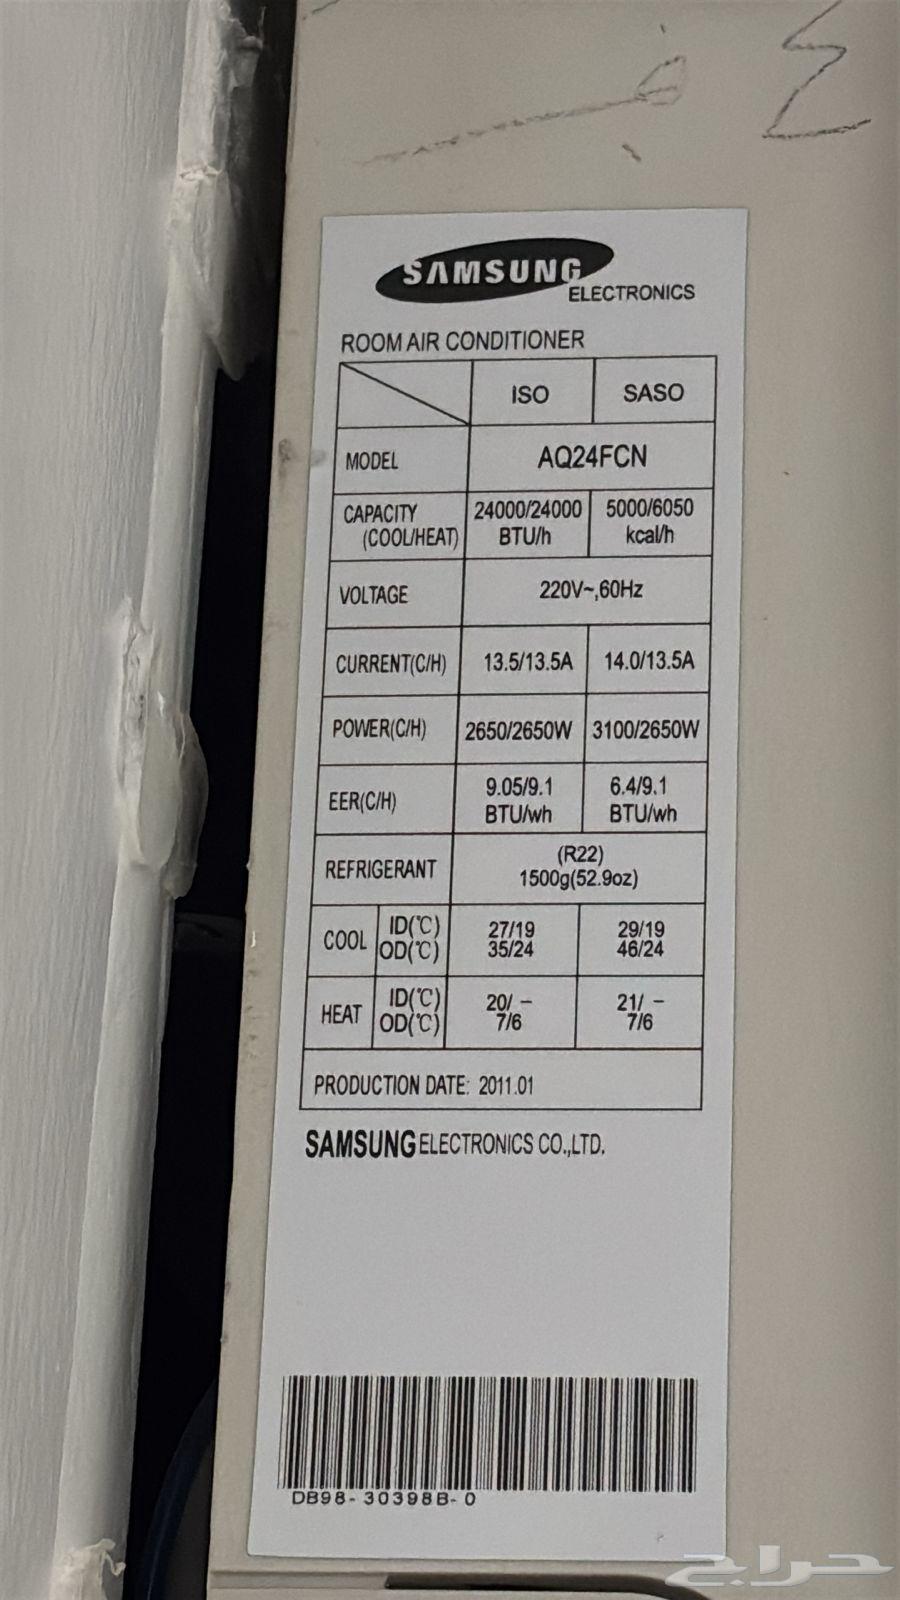 SAMSUNG
ELECTRONICS
ROOM AIR CONDITIONER
ISO SASO
MODEL AQ24FCN
CAPACITY (COOL/HEAT) 24000/24000 BTU/h 5000/6050 kcal/h
VOLTAGE 220V~,60Hz
CURRENT(C/H) 13.5/13.5A 14.0/13.5A
POWER(C/H) 2650/2650W 3100/2650W
EER(C/H) 9.05/9.1 BTU/wh 6.4/9.1 BTU/wh
REFRIGERANT (R22) 1500g(52.9oz)
COOL ID(℃) 27/19 29/19
OD(℃) 35/24 46/24
HEAT ID(℃) 20/ – 21/ –
OD(℃) 7/6 7/6
PRODUCTION DATE: 2011.01
SAMSUNG ELECTRONICS CO.,LTD.
DB98-30398B-0
حراج